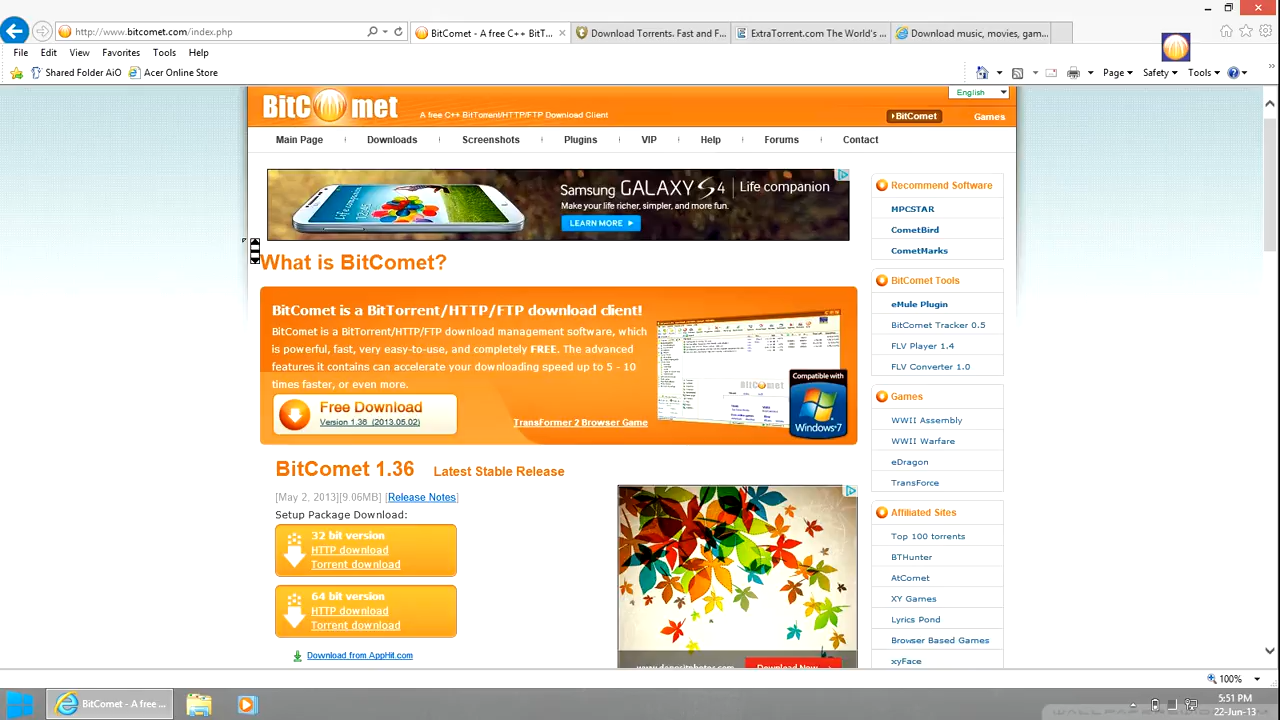 http://www.bitcomet.com/index.php
BitComet - A free C++ BitT...
Download Torrents. Fast and F...
ExtraTorrent.com The World's ...
Download music, movies, gam...
File Edit View Favorites Tools Help
Shared Folder AiO Acer Online Store
Page Safety Tools
English
BitComet
A free C++ BitTorrent/HTTP/FTP Download Client
BitComet Games
Main Page Downloads Screenshots Plugins VIP Help Forums Contact
Samsung GALAXY S4 Life companion
Make your life richer, simpler, and more fun.
LEARN MORE
What is BitComet?
BitComet is a BitTorrent/HTTP/FTP download client!
BitComet is a BitTorrent/HTTP/FTP download management software, which
is powerful, fast, very easy-to-use, and completely FREE. The advanced
features it contains can accelerate your downloading speed up to 5 - 10
times faster, or even more.
Free Download
Version 1.36 (2013.05.02)
TransFormer 2 Browser Game
BitComet
Compatible with
Windows 7
BitComet 1.36 Latest Stable Release
[May 2, 2013][9.06MB] [Release Notes]
Setup Package Download:
32 bit version
HTTP download
Torrent download
64 bit version
HTTP download
Torrent download
Download from AppHit.com
www.depositphotos.com Download Now
Recommend Software
HPCSTAR
CometBird
CometMarks
BitComet Tools
eMule Plugin
BitComet Tracker 0.5
FLV Player 1.4
FLV Converter 1.0
Games
WWII Assembly
WWII Warfare
eDragon
TransForce
Affiliated Sites
Top 100 torrents
BTHunter
AtComet
XY Games
Lyrics Pond
Browser Based Games
xyFace
100%
BitComet - A free ...
5:51 PM
22-Jun-13